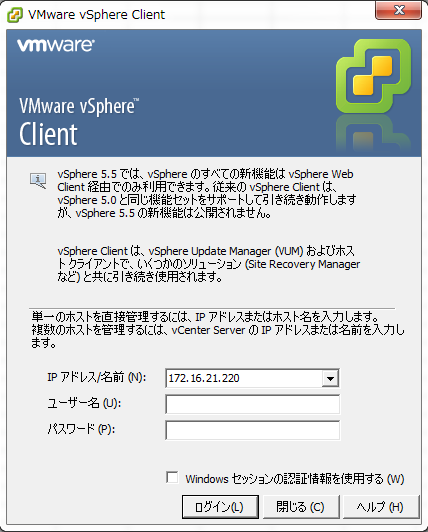 VMware vSphere Client
vmware®
VMware vSphere™
Client
vSphere 5.5 では、vSphere のすべての新機能は vSphere Web
Client 経由でのみ利用できます。従来の vSphere Client は、
vSphere 5.0 と同じ機能セットをサポートして引き続き動作します
が、vSphere 5.5 の新機能は公開されません。
vSphere Client は、vSphere Update Manager (VUM) およびホス
ト クライアントで、いくつかのソリューション (Site Recovery Manager
など) と共に引き続き使用されます。
単一のホストを直接管理するには、IP アドレスまたはホスト名を入力します。
複数のホストを管理するには、vCenter Server の IP アドレスまたは名前を入力し
ます。
IP アドレス/名前 (N):
172.16.21.220
ユーザー名 (U):
パスワード (P):
Windows セッションの認証情報を使用する (W)
ログイン(L)
閉じる (C)
ヘルプ (H)